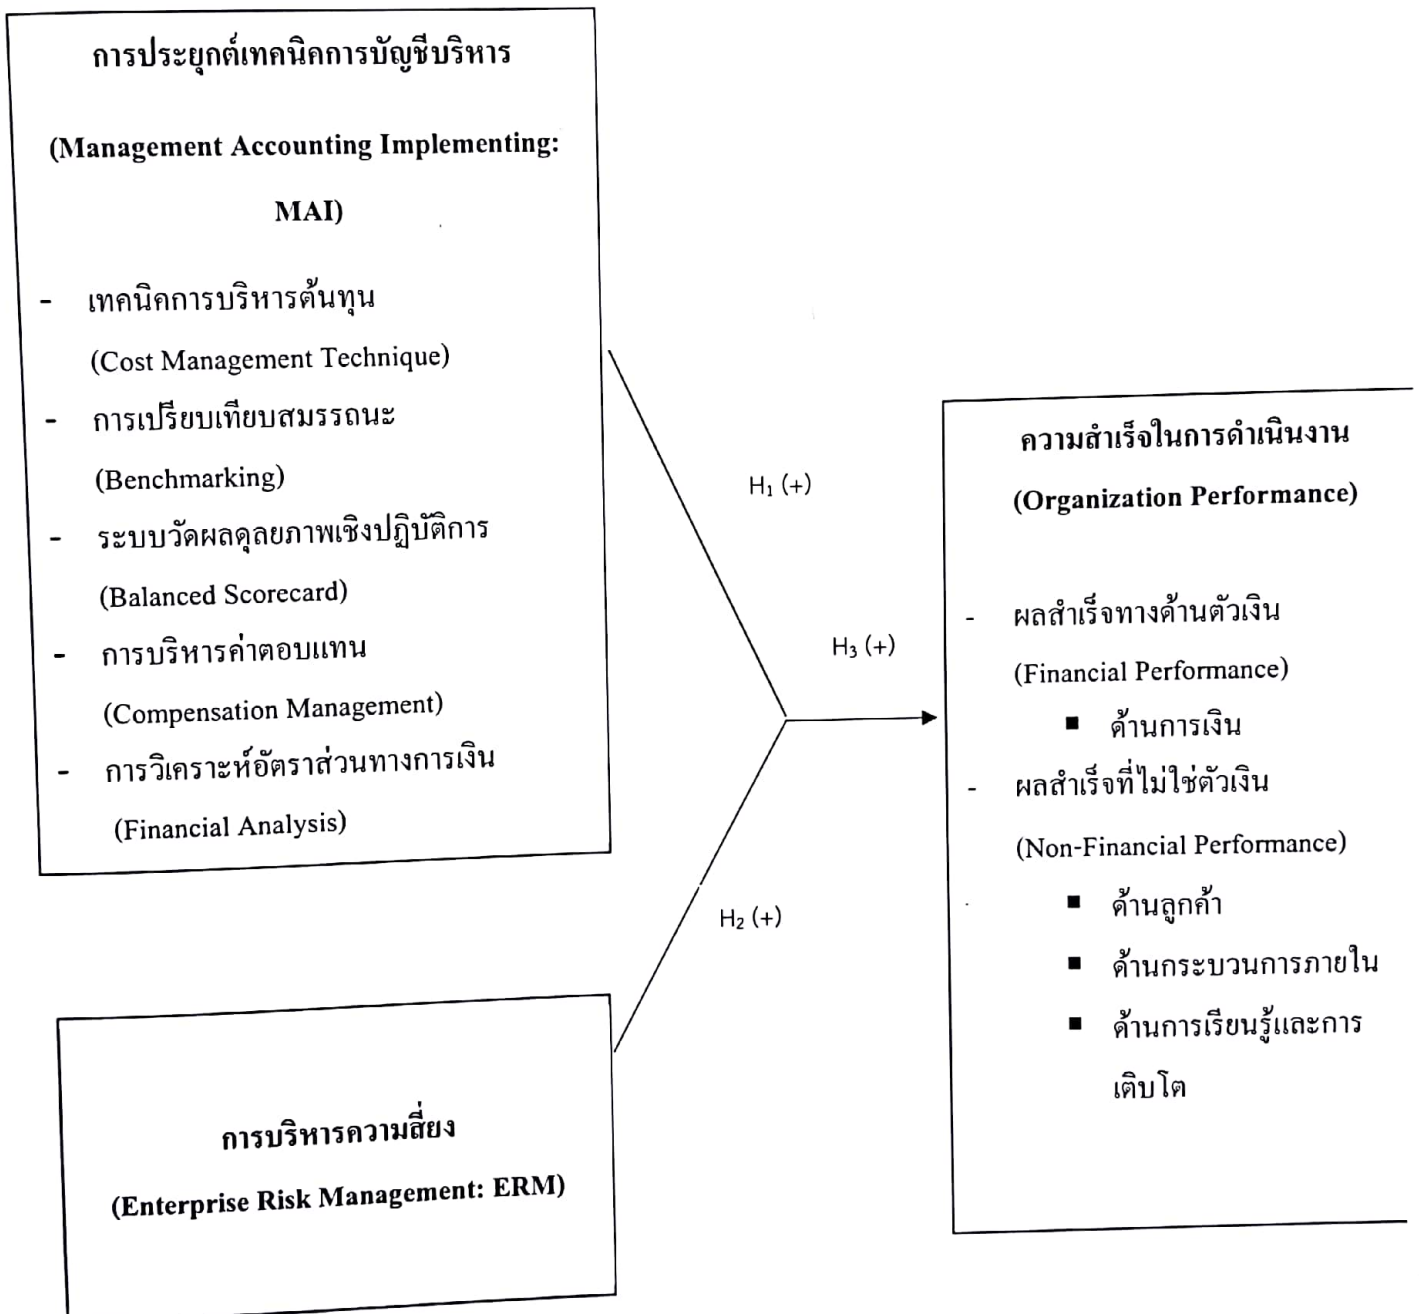 การประยุกต์เทคนิคการบัญชีบริหาร
(Management Accounting Implementing:
MAI)
- เทคนิคการบริหารต้นทุน
(Cost Management Technique)
- การเปรียบเทียบสมรรถนะ
(Benchmarking)
- ระบบวัดผลดุลยภาพเชิงปฏิบัติการ
(Balanced Scorecard)
- การบริหารค่าตอบแทน
(Compensation Management)
- การวิเคราะห์อัตราส่วนทางการเงิน
(Financial Analysis)
การบริหารความสี่ยง
(Enterprise Risk Management: ERM)
H₁ (+)
H₃ (+)
H₂ (+)
ความสำเร็จในการดำเนินงาน
(Organization Performance)
- ผลสำเร็จทางด้านตัวเงิน
(Financial Performance)
▪ ด้านการเงิน
- ผลสำเร็จที่ไม่ใช่ตัวเงิน
(Non-Financial Performance)
▪ ด้านลูกค้า
▪ ด้านกระบวนการภายใน
▪ ด้านการเรียนรู้และการ
เติบโต